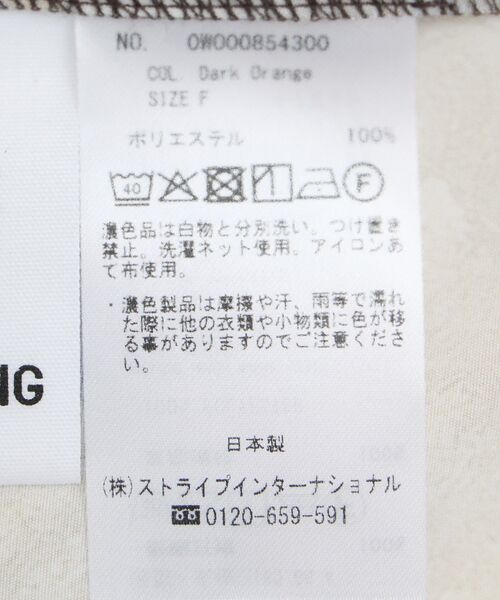 NO. 0W000854300
COL. Dark Orange
SIZE F
ポリエステル 100%
40 F
濃色品は白物と分別洗い。つけ置き
禁止。洗濯ネット使用。アイロンあ
て布使用。
・濃色製品は摩擦や汗、雨等で濡れ
た際に他の衣類や小物類に色が移
る事がありますのでご注意くださ
い。
NG
日本製
(株)ストライプインターナショナル
0120-659-591